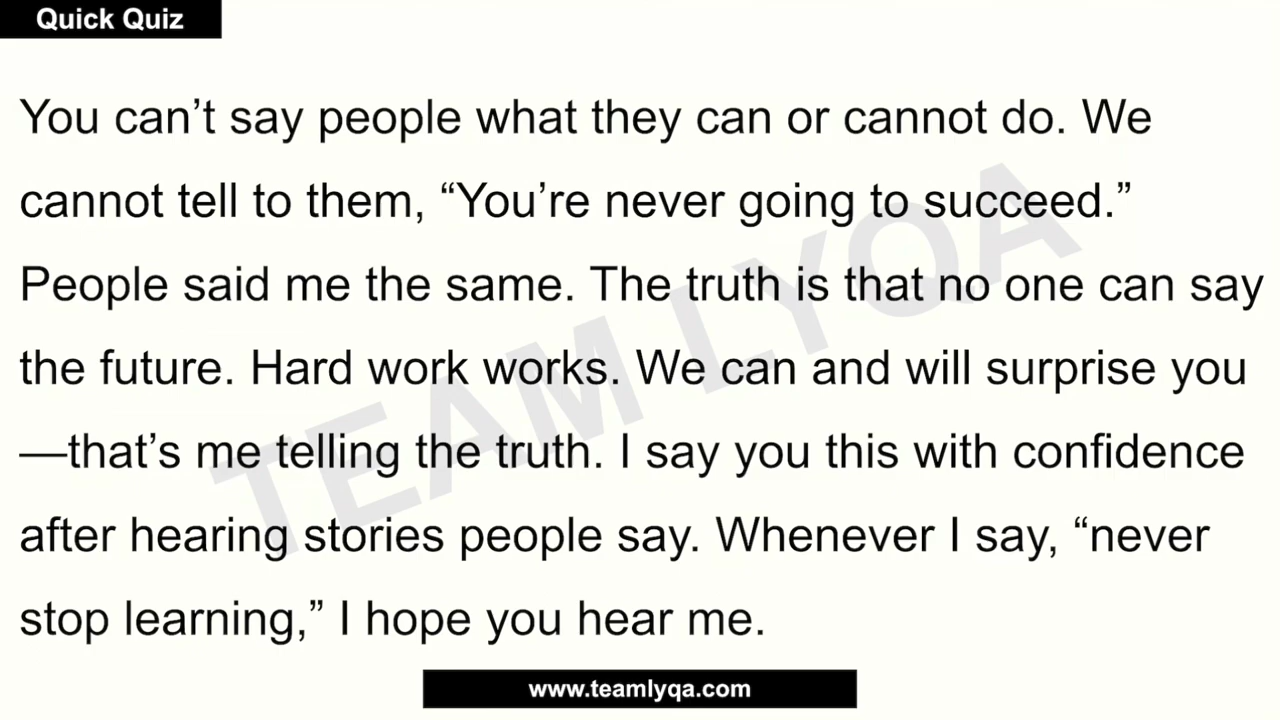 Quick Quiz
You can’t say people what they can or cannot do. We
cannot tell to them, “You’re never going to succeed.”
People said me the same. The truth is that no one can say
the future. Hard work works. We can and will surprise you
—that’s me telling the truth. I say you this with confidence
after hearing stories people say. Whenever I say, “never
stop learning,” I hope you hear me.
TEAM LYQA
www.teamlyqa.com